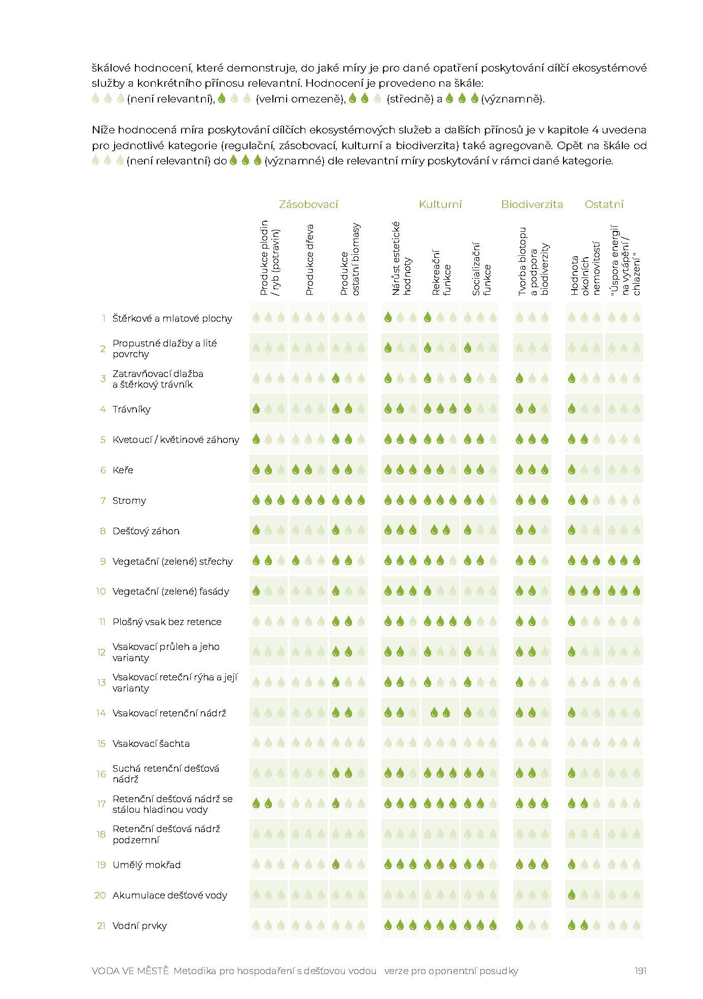 škálové hodnocení, které demonstruje, do jaké míry je pro dané opatření poskytování dílčí ekosystémové
služby a konkrétního přínosu relevantní. Hodnocení je provedeno na škále:
(není relevantní), (velmi omezeně), (středně) a (významně).
Níže hodnocená míra poskytování dílčích ekosystémových služeb a dalších přínosů je v kapitole 4 uvedena
pro jednotlivé kategorie (regulační, zásobovací, kulturní a biodiverzita) také agregovaně. Opět na škále od
(není relevantní) do (významné) dle relevantní míry poskytování v rámci dané kategorie.
Zásobovací Kulturní Biodiverzita Ostatní
Produkce plodin
/ ryb (potravin)
Produkce dřeva
Produkce
ostatní biomasy
Nárůst estetické
hodnoty
Rekreační
funkce
Socializační
funkce
Tvorba biotopu
a podpora
biodiverzity
Hodnota
okolních
nemovitostí
"Úspora energií
na vytápění /
chlazení "
1 Štěrkové a mlatové plochy
2 Propustné dlažby a lité
povrchy
3 Zatravňovací dlažba
a štěrkový trávník
4 Trávníky
5 Kvetoucí / květinové záhony
6 Keře
7 Stromy
8 Dešťový záhon
9 Vegetační (zelené) střechy
10 Vegetační (zelené) fasády
11 Plošný vsak bez retence
12 Vsakovací průleh a jeho
varianty
13 Vsakovací reteční rýha a její
varianty
14 Vsakovací retenční nádrž
15 Vsakovací šachta
16 Suchá retenční dešťová
nádrž
17 Retenční dešťová nádrž se
stálou hladinou vody
18 Retenční dešťová nádrž
podzemní
19 Umělý mokřad
20 Akumulace dešťové vody
21 Vodní prvky
VODA VE MĚSTĚ Metodika pro hospodaření s dešťovou vodou verze pro oponentní posudky 191